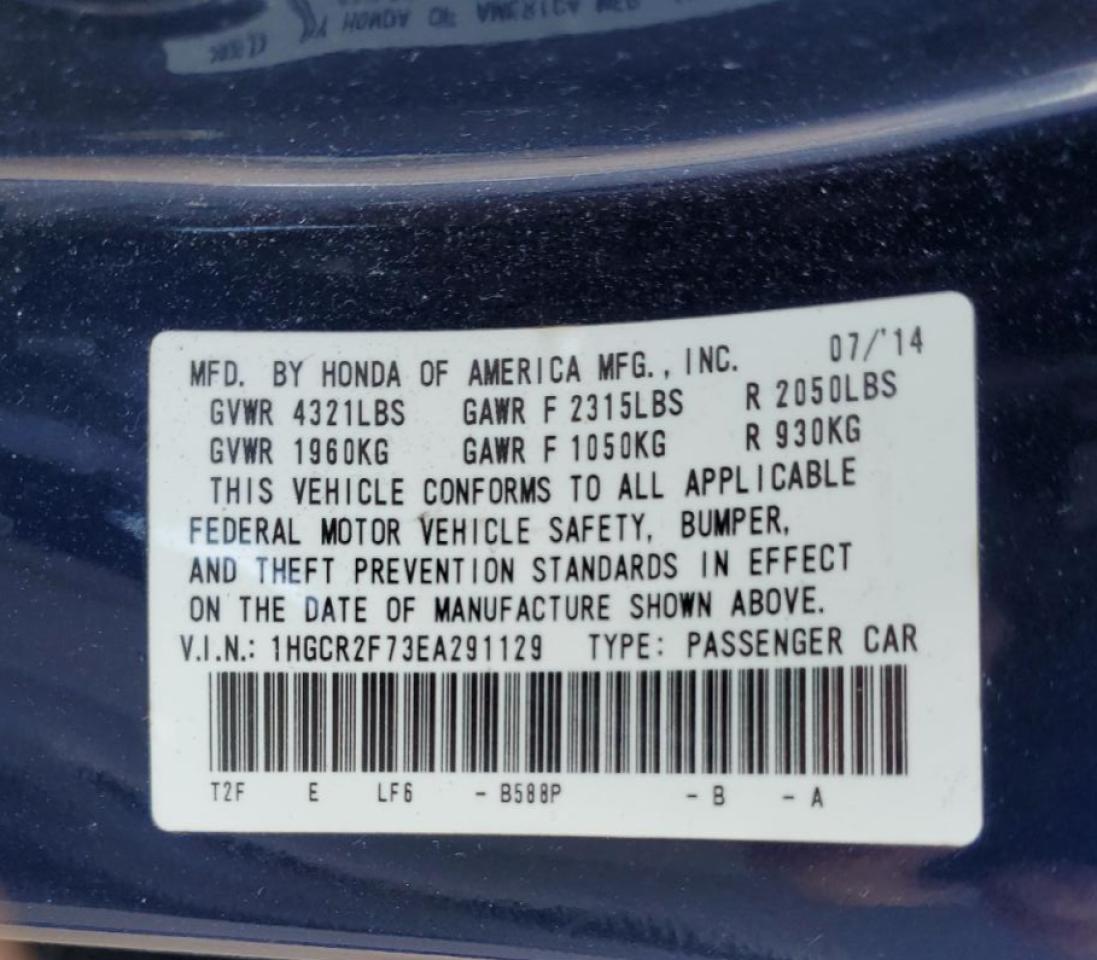 MFD. BY HONDA OF AMERICA MFG., INC. 07/'14
GVWR 4321LBS GAWR F 2315LBS R 2050LBS
GVWR 1960KG GAWR F 1050KG R 930KG
THIS VEHICLE CONFORMS TO ALL APPLICABLE
FEDERAL MOTOR VEHICLE SAFETY, BUMPER,
AND THEFT PREVENTION STANDARDS IN EFFECT
ON THE DATE OF MANUFACTURE SHOWN ABOVE.
V.I.N.: 1HGCR2F73EA291129 TYPE: PASSENGER CAR
T2F E LF6 - B588P - B - A